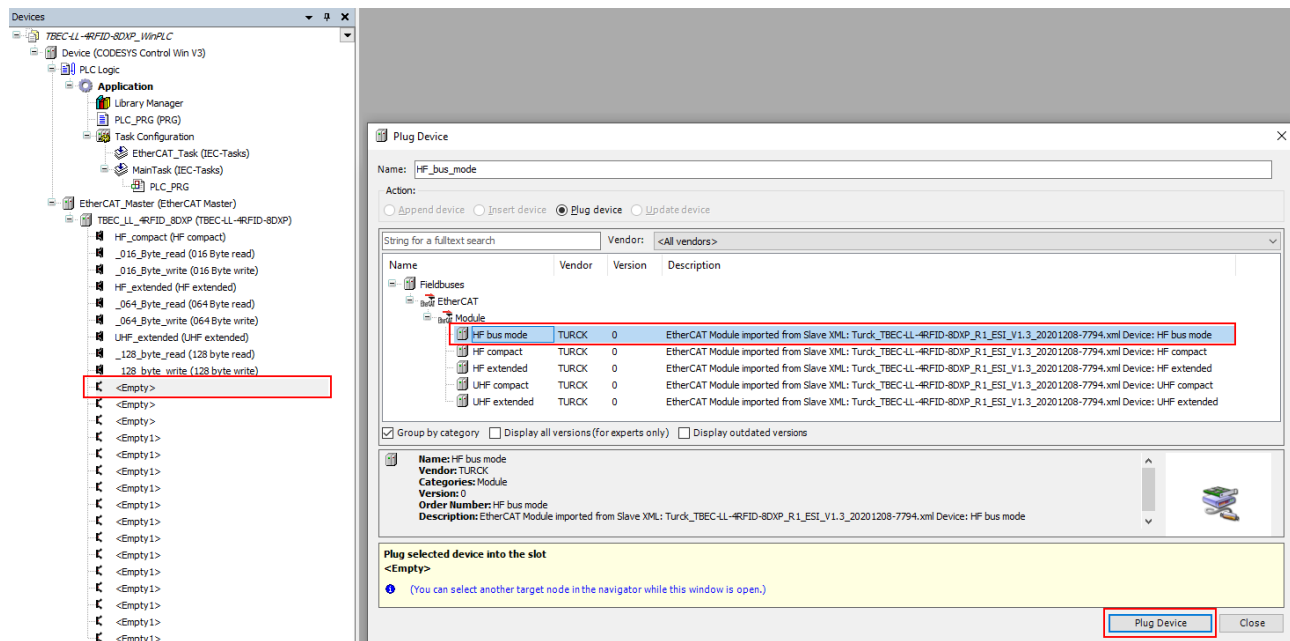 Devices
TBEC-LL-4RFID-8DXP_WinPLC
Device (CODESYS Control Win V3)
PLC Logic
Application
Library Manager
PLC_PRG (PRG)
Task Configuration
EtherCAT_Task (IEC-Tasks)
MainTask (IEC-Tasks)
PLC_PRG
EtherCAT_Master (EtherCAT Master)
TBEC_LL_4RFID_8DXP (TBEC-LL-4RFID-8DXP)
HF_compact (HF compact)
_016_Byte_read (016 Byte read)
_016_Byte_write (016 Byte write)
HF_extended (HF extended)
_064_Byte_read (064 Byte read)
_064_Byte_write (064 Byte write)
UHF_extended (UHF extended)
_128_byte_read (128 byte read)
_128_byte_write (128 byte write)
<Empty>
<Empty>
<Empty>
<Empty1>
<Empty1>
<Empty1>
<Empty1>
<Empty1>
<Empty1>
<Empty1>
<Empty1>
<Empty1>
<Empty1>
<Empty1>
<Empty1>
<Empty1>
Plug Device
Name: HF_bus_mode
Action:
Append device Insert device Plug device Update device
String for a fulltext search Vendor: <All vendors>
Name Vendor Version Description
Fieldbuses
EtherCAT
Module
HF bus mode TURCK 0 EtherCAT Module imported from Slave XML: Turck_TBEC-LL-4RFID-8DXP_R1_ESI_V1.3_20201208-7794.xml Device: HF bus mode
HF compact TURCK 0 EtherCAT Module imported from Slave XML: Turck_TBEC-LL-4RFID-8DXP_R1_ESI_V1.3_20201208-7794.xml Device: HF compact
HF extended TURCK 0 EtherCAT Module imported from Slave XML: Turck_TBEC-LL-4RFID-8DXP_R1_ESI_V1.3_20201208-7794.xml Device: HF extended
UHF compact TURCK 0 EtherCAT Module imported from Slave XML: Turck_TBEC-LL-4RFID-8DXP_R1_ESI_V1.3_20201208-7794.xml Device: UHF compact
UHF extended TURCK 0 EtherCAT Module imported from Slave XML: Turck_TBEC-LL-4RFID-8DXP_R1_ESI_V1.3_20201208-7794.xml Device: UHF extended
Group by category Display all versions (for experts only) Display outdated versions
Name: HF bus mode
Vendor: TURCK
Categories: Module
Version: 0
Order Number: HF bus mode
Description: EtherCAT Module imported from Slave XML: Turck_TBEC-LL-4RFID-8DXP_R1_ESI_V1.3_20201208-7794.xml Device: HF bus mode
Plug selected device into the slot
<Empty>
(You can select another target node in the navigator while this window is open.)
Plug Device Close